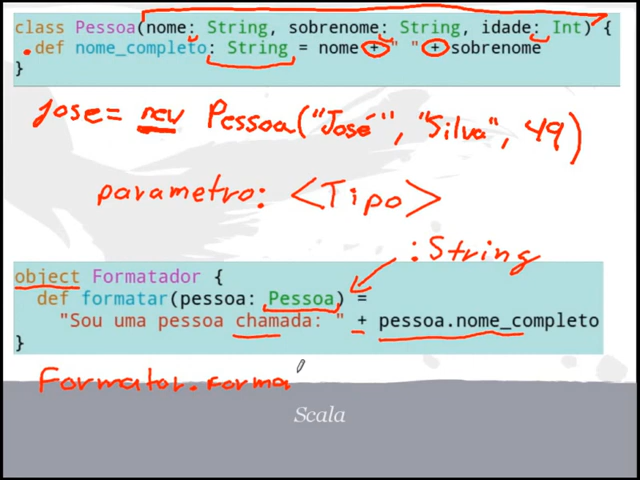 class Pessoa(nome: String, sobrenome: String, idade: Int) {
def nome_completo: String = nome + " " + sobrenome
}
jose= new Pessoa("José", "Silva", 49)
parametro: <Tipo>
: String
object Formatador {
def formatar(pessoa: Pessoa) =
"Sou uma pessoa chamada: " + pessoa.nome_completo
}
Formator.forma
Scala